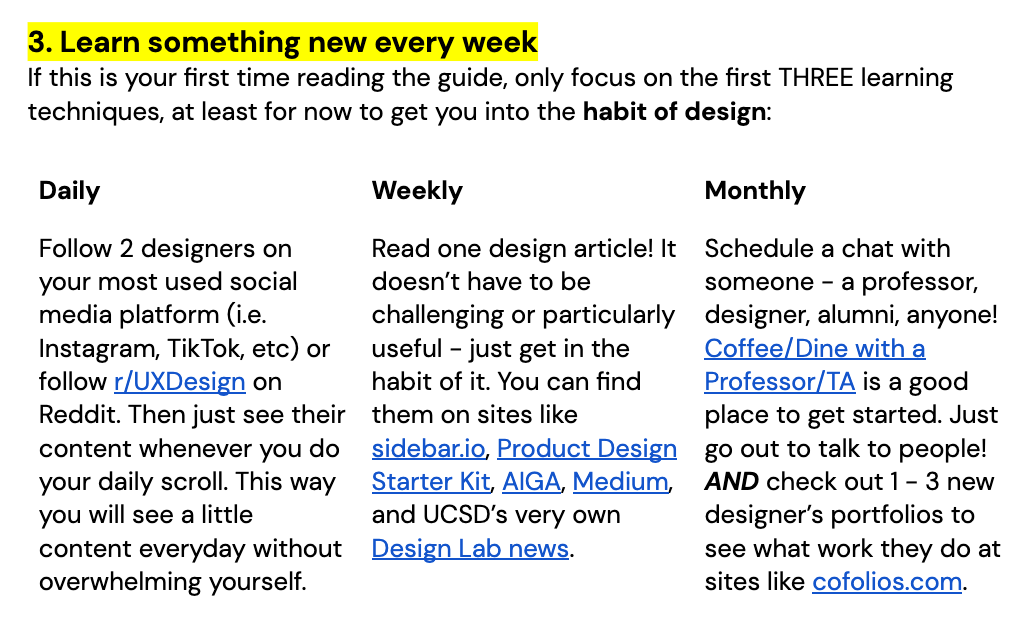 3. Learn something new every week
If this is your first time reading the guide, only focus on the first THREE learning
techniques, at least for now to get you into the habit of design:
Daily
Follow 2 designers on
your most used social
media platform (i.e.
Instagram, TikTok, etc) or
follow r/UXDesign on
Reddit. Then just see their
content whenever you do
your daily scroll. This way
you will see a little
content everyday without
overwhelming yourself.
Weekly
Read one design article! It
doesn’t have to be
challenging or particularly
useful - just get in the
habit of it. You can find
them on sites like
sidebar.io, Product Design
Starter Kit, AIGA, Medium,
and UCSD’s very own
Design Lab news.
Monthly
Schedule a chat with
someone - a professor,
designer, alumni, anyone!
Coffee/Dine with a
Professor/TA is a good
place to get started. Just
go out to talk to people!
AND check out 1 - 3 new
designer’s portfolios to
see what work they do at
sites like cofolios.com.